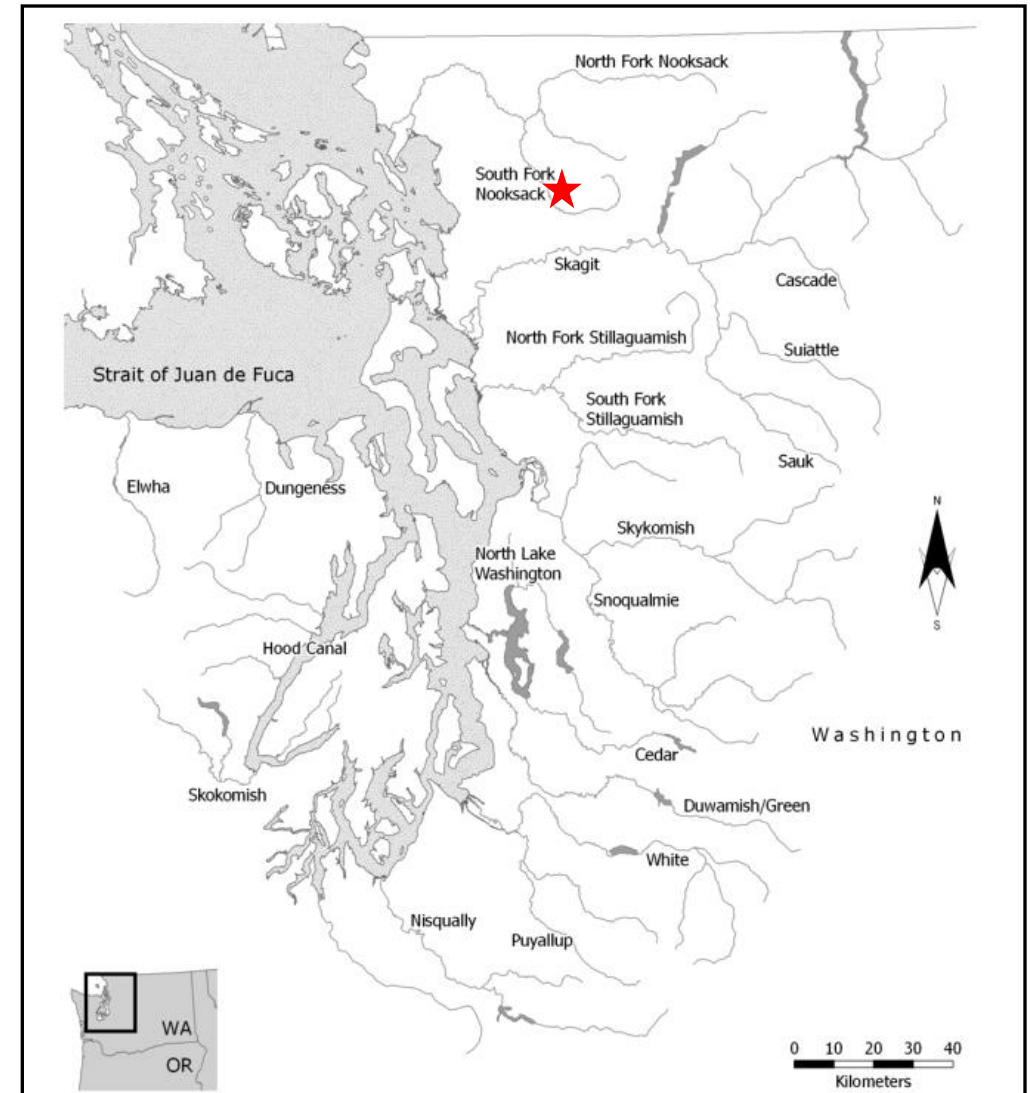 North Fork Nooksack
South Fork
Nooksack
Skagit
Cascade
North Fork Stillaguamish
Suiattle
Strait of Juan de Fuca
South Fork
Stillaguamish
Sauk
Elwha
Dungeness
N
Skykomish
North Lake
Washington
Snoqualmie
S
Hood Canal
Washington
Cedar
Skokomish
Duwamish/Green
White
Nisqually
Puyallup
WA
OR
0 10 20 30 40
Kilometers